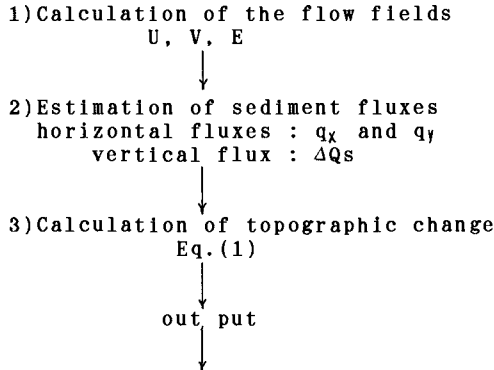 1)Calculation of the flow fields
U, V, E
2)Estimation of sediment fluxes
horizontal fluxes : qx and qy
vertical flux : ΔQs
3)Calculation of topographic change
Eq.(1)
out put